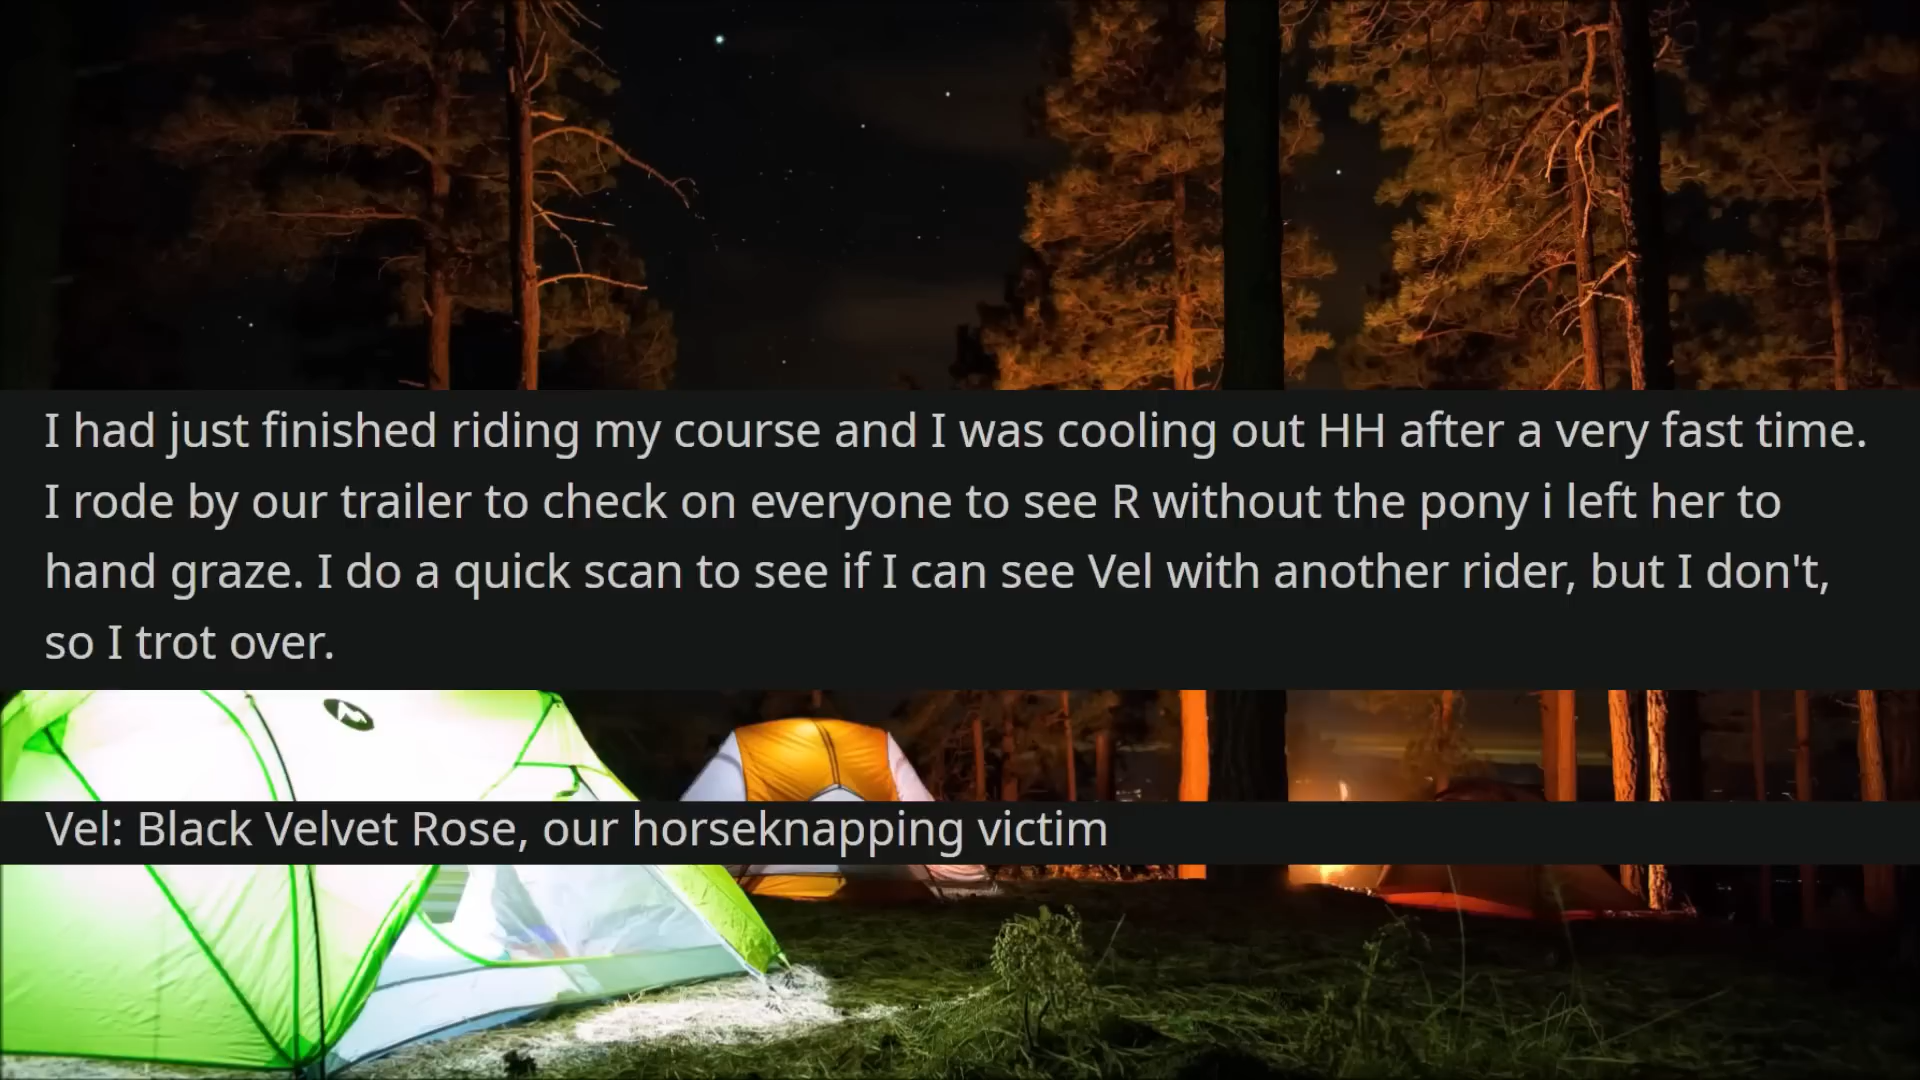 I had just finished riding my course and I was cooling out HH after a very fast time.
I rode by our trailer to check on everyone to see R without the pony i left her to
hand graze. I do a quick scan to see if I can see Vel with another rider, but I don't,
so I trot over.
Vel: Black Velvet Rose, our horseknapping victim